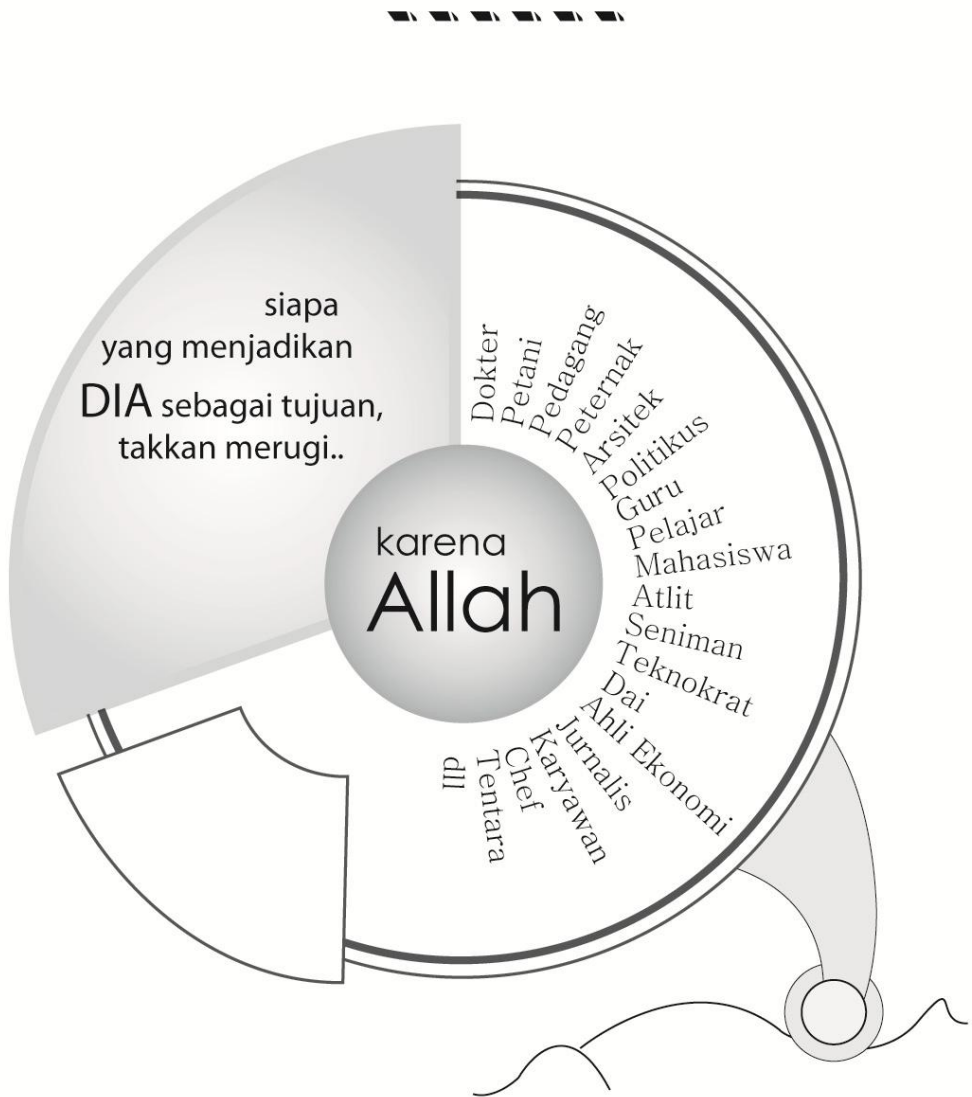 siapa
yang menjadikan
DIA sebagai tujuan,
takkan merugi..
karena
Allah
Dokter
Petani
Pedagang
Peternak
Arsitek
Politikus
Guru
Pelajar
Mahasiswa
Atlit
Seniman
Teknokrat
Dai
Ahli Ekonomi
Jurnalis
Karyawan
Chef
Tentara
dll